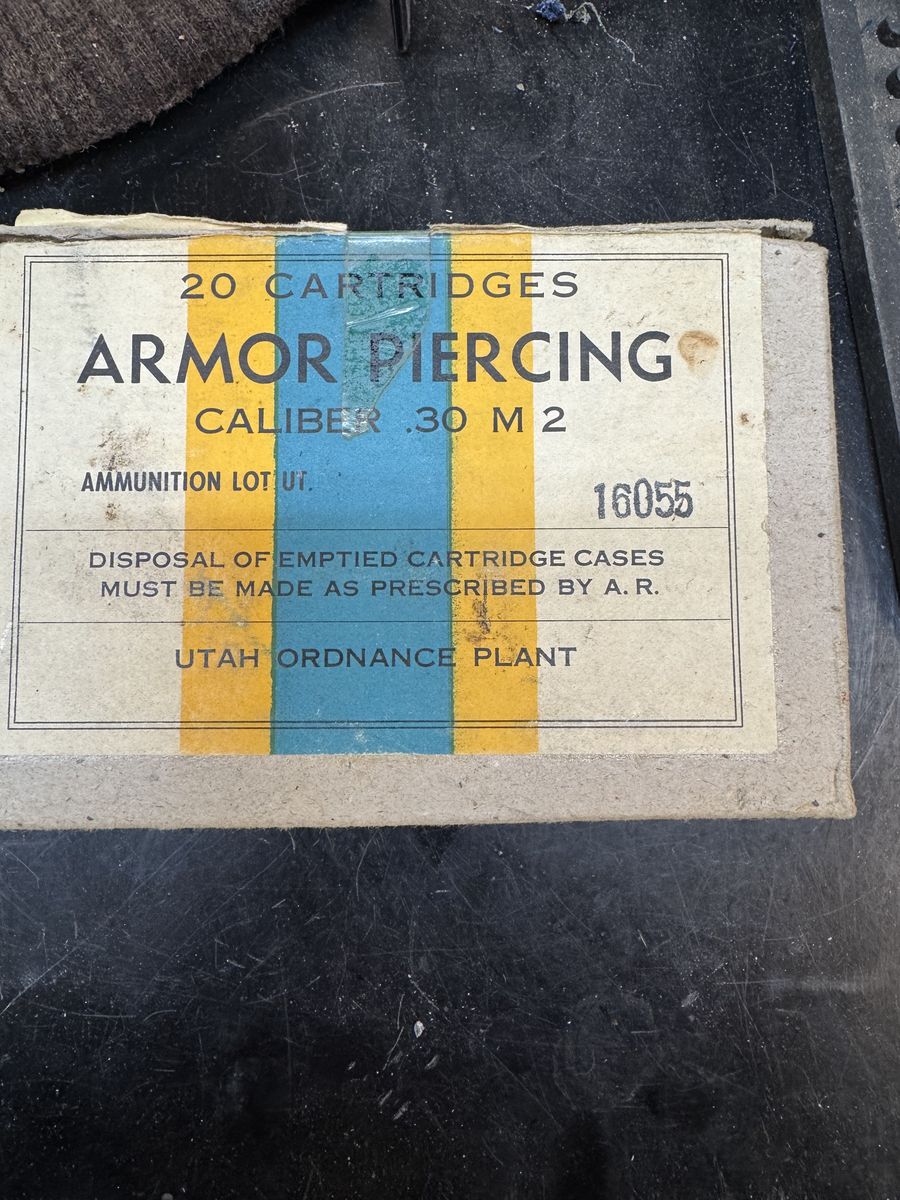 20 CARTRIDGES
ARMOR PIERCING
CALIBER .30 M 2
AMMUNITION LOT UT. 16055
DISPOSAL OF EMPTIED CARTRIDGE CASES
MUST BE MADE AS PRESCRIBED BY A. R.
UTAH ORDNANCE PLANT